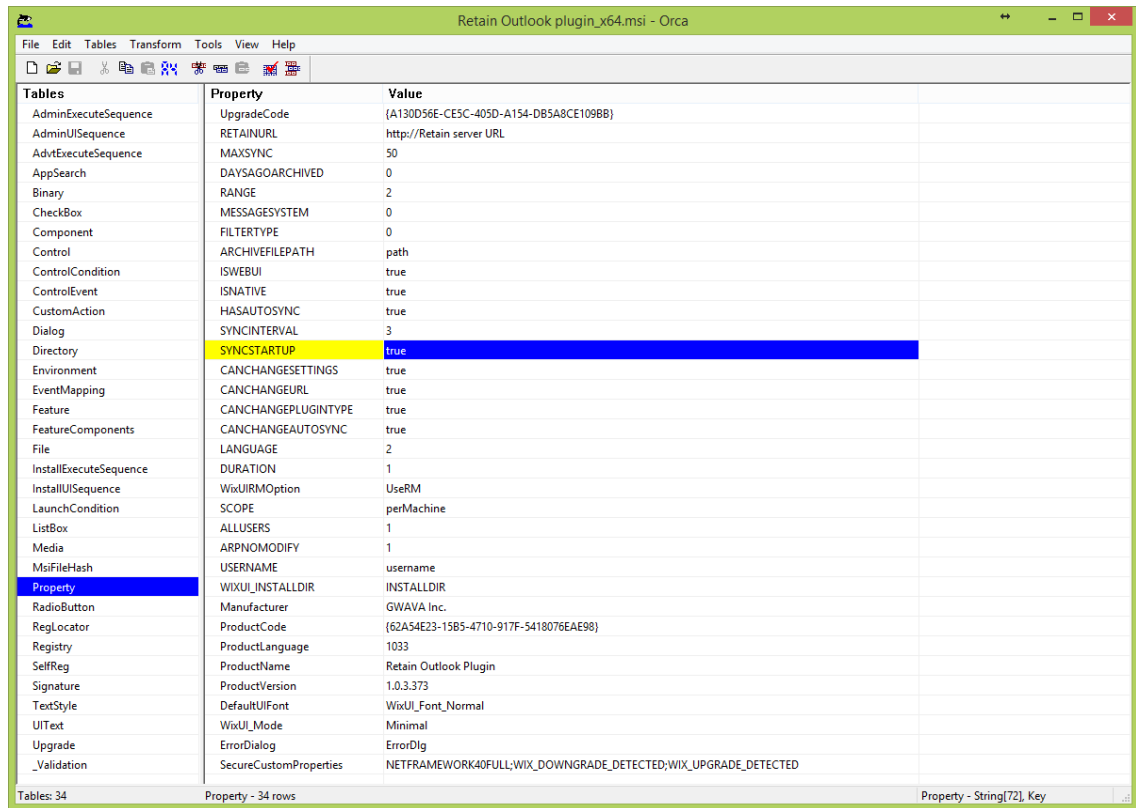 Retain Outlook plugin_x64.msi - Orca
File Edit Tables Transform Tools View Help
Tables Property Value
AdminExecuteSequence UpgradeCode {A130D56E-CE5C-405D-A154-DB5A8CE109BB}
AdminUISequence RETAINURL http://Retain server URL
AdvtExecuteSequence MAXSYNC 50
AppSearch DAYSAGOARCHIVED 0
Binary RANGE 2
CheckBox MESSAGESYSTEM 0
Component FILTERTYPE 0
Control ARCHIVEFILEPATH path
ControlCondition ISWEBUI true
ControlEvent ISNATIVE true
CustomAction HASAUTOSYNC true
Dialog SYNCINTERVAL 3
Directory SYNCSTARTUP true
Environment CANCHANGESETTINGS true
EventMapping CANCHANGEURL true
Feature CANCHANGEPLUGINTYPE true
FeatureComponents CANCHANGEAUTOSYNC true
File LANGUAGE 2
InstallExecuteSequence DURATION 1
InstallUISequence WixUIRMOption UseRM
LaunchCondition SCOPE perMachine
ListBox ALLUSERS 1
Media ARPNOMODIFY 1
MsiFileHash USERNAME username
Property WIXUI_INSTALLDIR INSTALLDIR
RadioButton Manufacturer GWAVA Inc.
RegLocator ProductCode {62A54E23-15B5-4710-917F-5418076EAE98}
Registry ProductLanguage 1033
SelfReg ProductName Retain Outlook Plugin
Signature ProductVersion 1.0.3.373
TextStyle DefaultUIFont WixUI_Font_Normal
UIText WixUI_Mode Minimal
Upgrade ErrorDialog ErrorDlg
_Validation SecureCustomProperties NETFRAMEWORK40FULL;WIX_DOWNGRADE_DETECTED;WIX_UPGRADE_DETECTED
Tables: 34 Property - 34 rows Property - String[72], Key